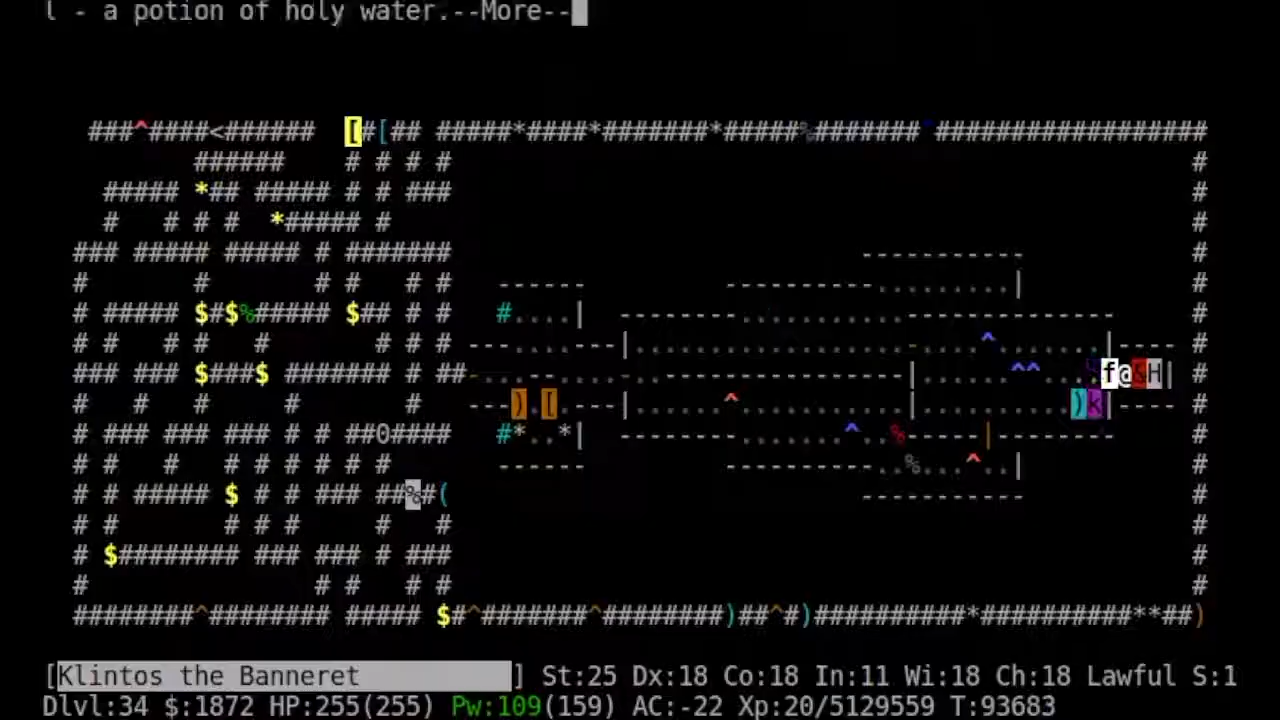 l - a potion of holy water.--More--
###^####<###### [#[## #####*####*#######*#####%#######"##################
###### # # # # #
##### *## ##### # # ### #
# # # # *##### # #
### ##### ##### # ####### ----------- #
# # # # # # ------ ----------.........| #
# ##### $#$%##### $## # # #....| -------...........-------------- #
# # # # # # # # ---....---|..................... ..^......|---- #
### ### $###$ ####### # ## ..................---------------|.....^^...f@&H| #
# # # # # ---).[.---|......^...........|..........)k|---- #
# ### ### ### # # ##0#### #*..*| --------.......^..%-----|-------- #
# # # # # # # # # ------ ----------..%...^..| #
# # ##### $ # # ### ##%#( ----------- #
# # # # # # # #
# $######## ### ### # ### #
# # # # # #
########^######## ##### $#^#######^########)##^#)##########*##########**##)
[Klintos the Banneret ] St:25 Dx:18 Co:18 In:11 Wi:18 Ch:18 Lawful S:1
Dlvl:34 $:1872 HP:255(255) Pw:109(159) AC:-22 Xp:20/5129559 T:93683